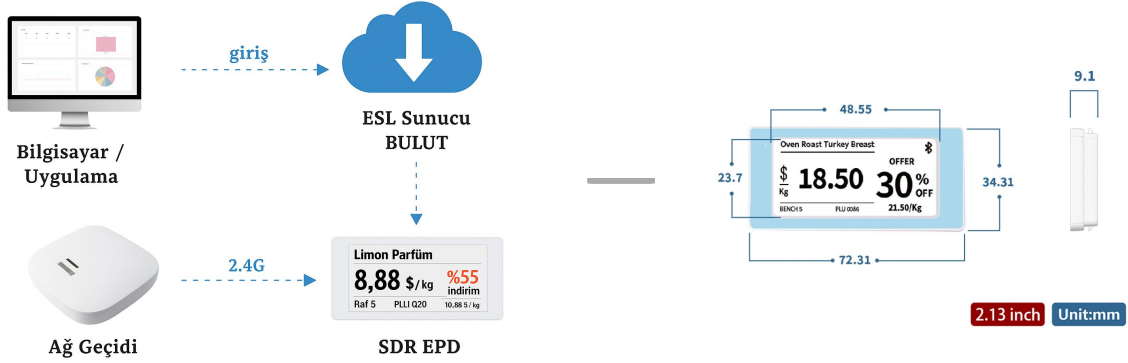 giriş
ESL Sunucu
BULUT
Bilgisayar /
Uygulama
2.4G
Limon Parfüm
8,88 $/kg
%55
indirim
Raf 5 PLLI Q20 10,88 S / kg
Ağ Geçidi
SDR EPD
48.55
9.1
Oven Roast Turkey Breast
OFFER
$
Kg
18.50
30%
OFF
BENCH 5 PLU 0086 21.50/Kg
23.7
34.31
72.31
2.13 inch
Unit:mm